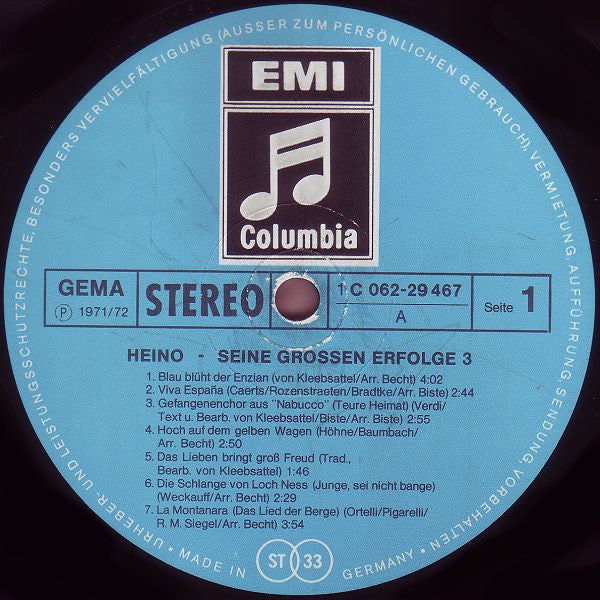 URHEBER- UND LEISTUNGSSCHUTZRECHTE, BESONDERS VERVIELFÄLTIGUNG (AUSSER ZUM PERSÖNLICHEN GEBRAUCH), VERMIETUNG, AUFFÜHRUNG, SENDUNG, VORBEHALTEN
EMI
Columbia
GEMA
Ⓟ 1971/72
STEREO
1 C 062-29 467
A
Seite 1
HEINO - SEINE GROSSEN ERFOLGE 3
1. Blau blüht der Enzian (von Kleebsattel/Arr. Becht) 4:02
2. Viva España (Caerts/Rozenstraeten/Bradtke/Arr. Biste) 2:44
3. Gefangenenchor aus "Nabucco" (Teure Heimat) (Verdi/
Text u. Bearb. von Kleebsattel/Biste/Arr. Biste) 2:55
4. Hoch auf dem gelben Wagen (Höhne/Baumbach/
Arr. Becht) 2:50
5. Das Lieben bringt groß Freud (Trad.,
Bearb. von Kleebsattel) 1:46
6. Die Schlange von Loch Ness (Junge, sei nicht bange)
(Weckauff/Arr. Becht) 2:29
7. La Montanara (Das Lied der Berge) (Ortelli/Pigarelli/
R. M. Siegel/Arr. Becht) 3:54
• MADE IN GERMANY •
ST 33